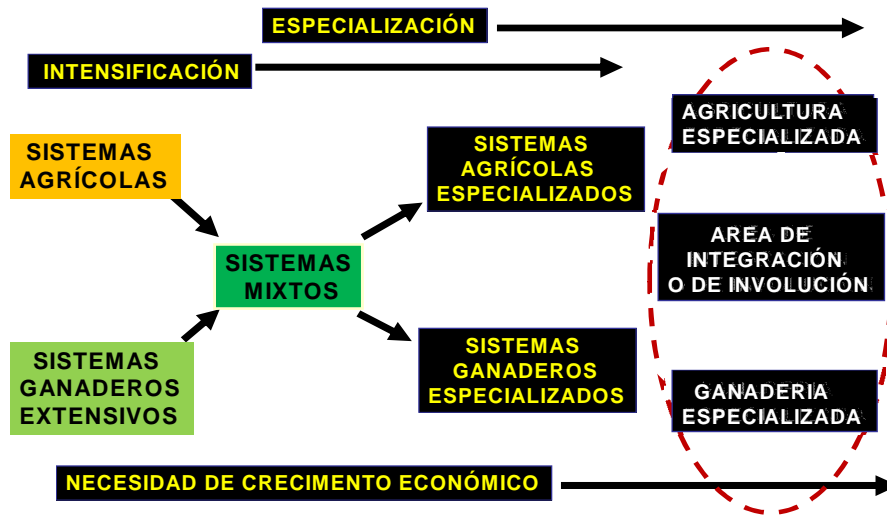 ESPECIALIZACIÓN
INTENSIFICACIÓN
SISTEMAS
AGRÍCOLAS
SISTEMAS
GANADEROS
EXTENSIVOS
SISTEMAS
MIXTOS
SISTEMAS
AGRÍCOLAS
ESPECIALIZADOS
SISTEMAS
GANADEROS
ESPECIALIZADOS
AGRICULTURA
ESPECIALIZADA
AREA DE
INTEGRACIÓN
O DE INVOLUCIÓN
GANADERIA
ESPECIALIZADA
NECESIDAD DE CRECIMENTO ECONÓMICO